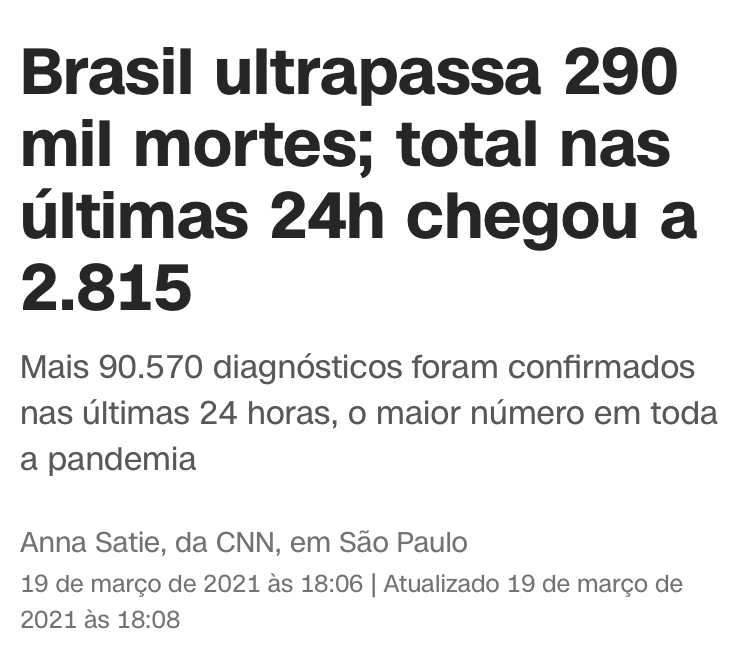 Brasil ultrapassa 290
mil mortes; total nas
últimas 24h chegou a
2.815
Mais 90.570 diagnósticos foram confirmados
nas últimas 24 horas, o maior número em toda
a pandemia
Anna Satie, da CNN, em São Paulo
19 de março de 2021 às 18:06 | Atualizado 19 de março de
2021 às 18:08